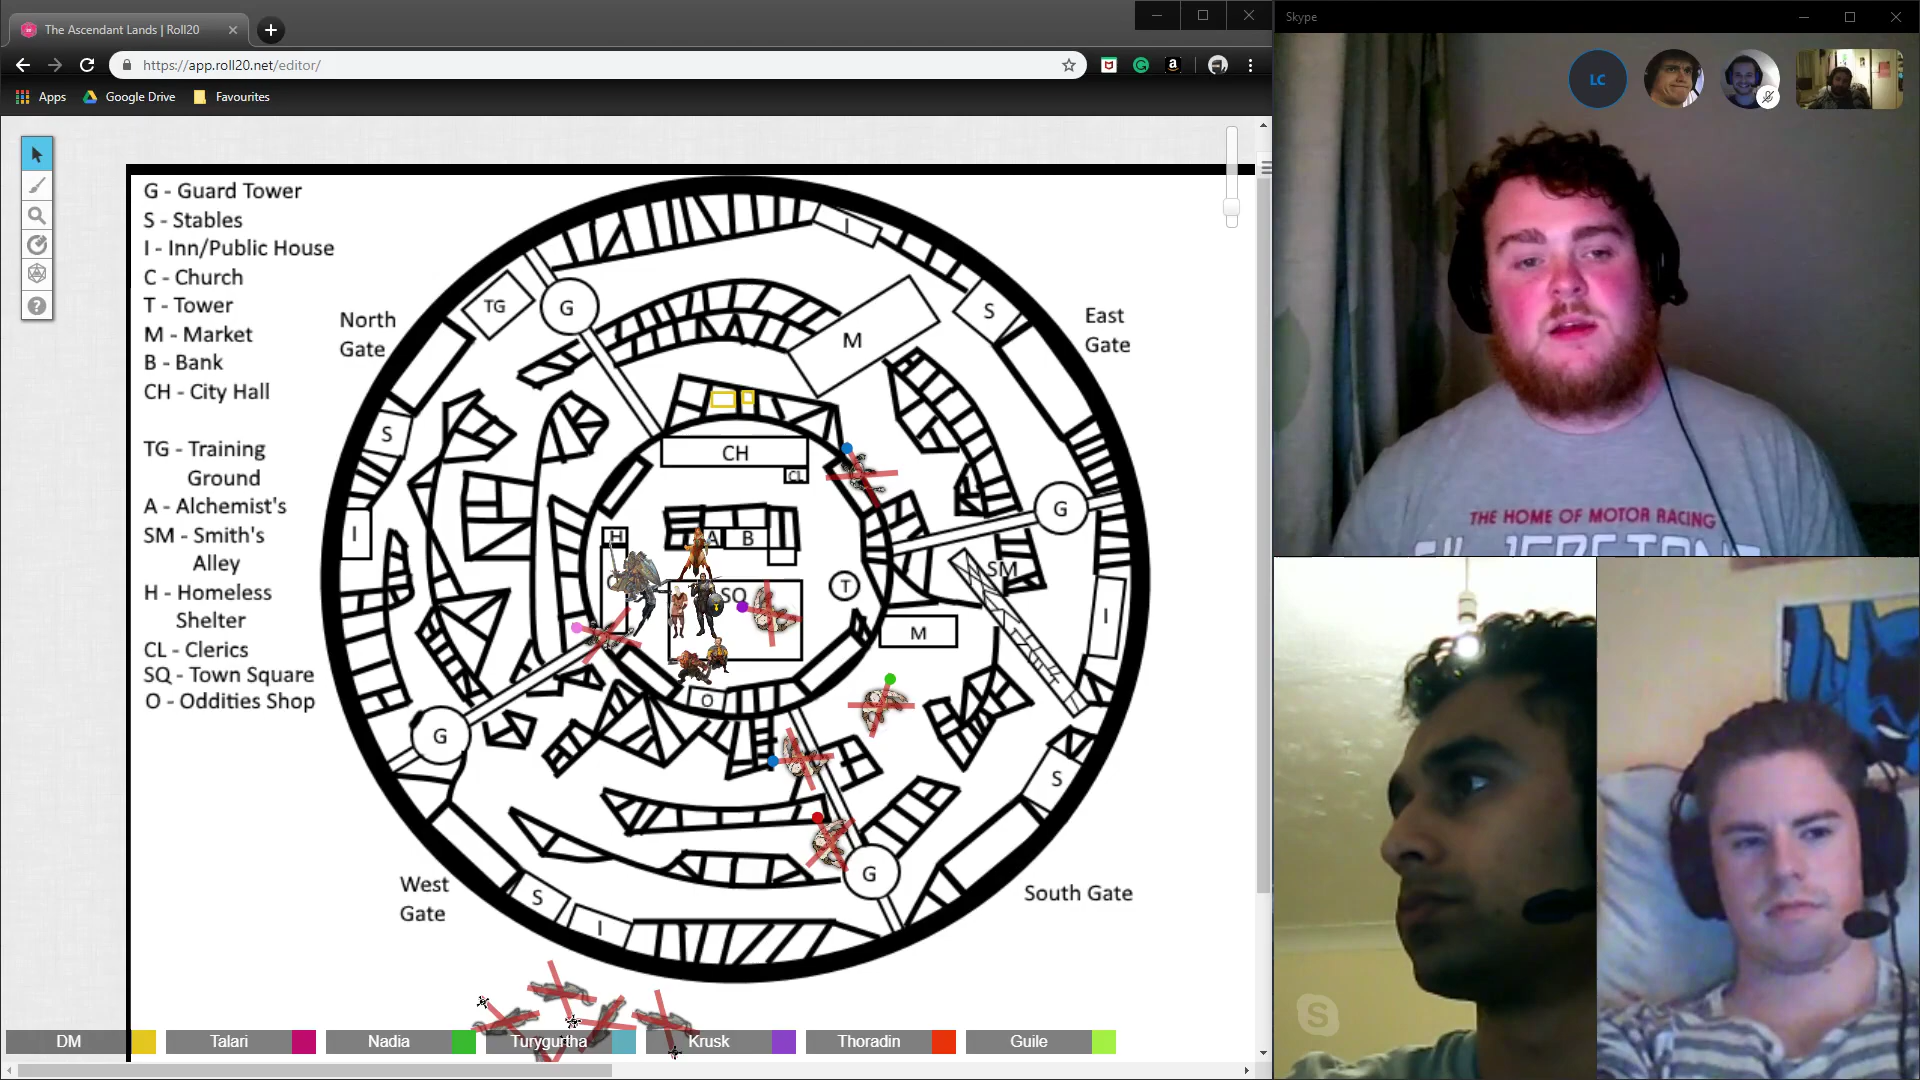 The Ascendant Lands | Roll20
https://app.roll20.net/editor/
Apps
Google Drive
Favourites
Skype
LC
G - Guard Tower
S - Stables
I - Inn/Public House
C - Church
T - Tower
M - Market
B - Bank
CH - City Hall
TG - Training
Ground
A - Alchemist's
SM - Smith's
Alley
H - Homeless
Shelter
CL - Clerics
SQ - Town Square
O - Oddities Shop
North
Gate
East
Gate
West
Gate
South Gate
I
TG
G
S
M
S
CH
CL
G
I
H
A
B
SM
SQ
T
I
M
O
G
S
G
S
I
DM
Talari
Nadia
Turygurtha
Krusk
Thoradin
Guile
THE HOME OF MOTOR RACING